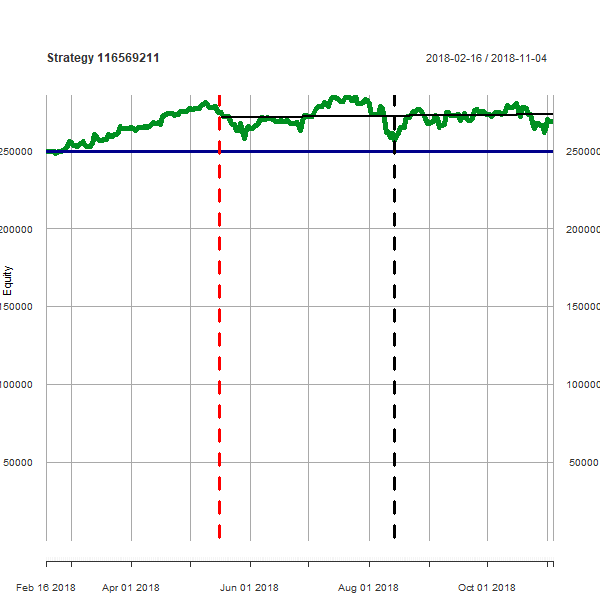 Strategy 116569211
2018-02-16 / 2018-11-04
250000 250000
200000 200000
Equity
150000 150000
100000 100000
50000 50000
Feb 16 2018 Apr 01 2018 Jun 01 2018 Aug 01 2018 Oct 01 2018